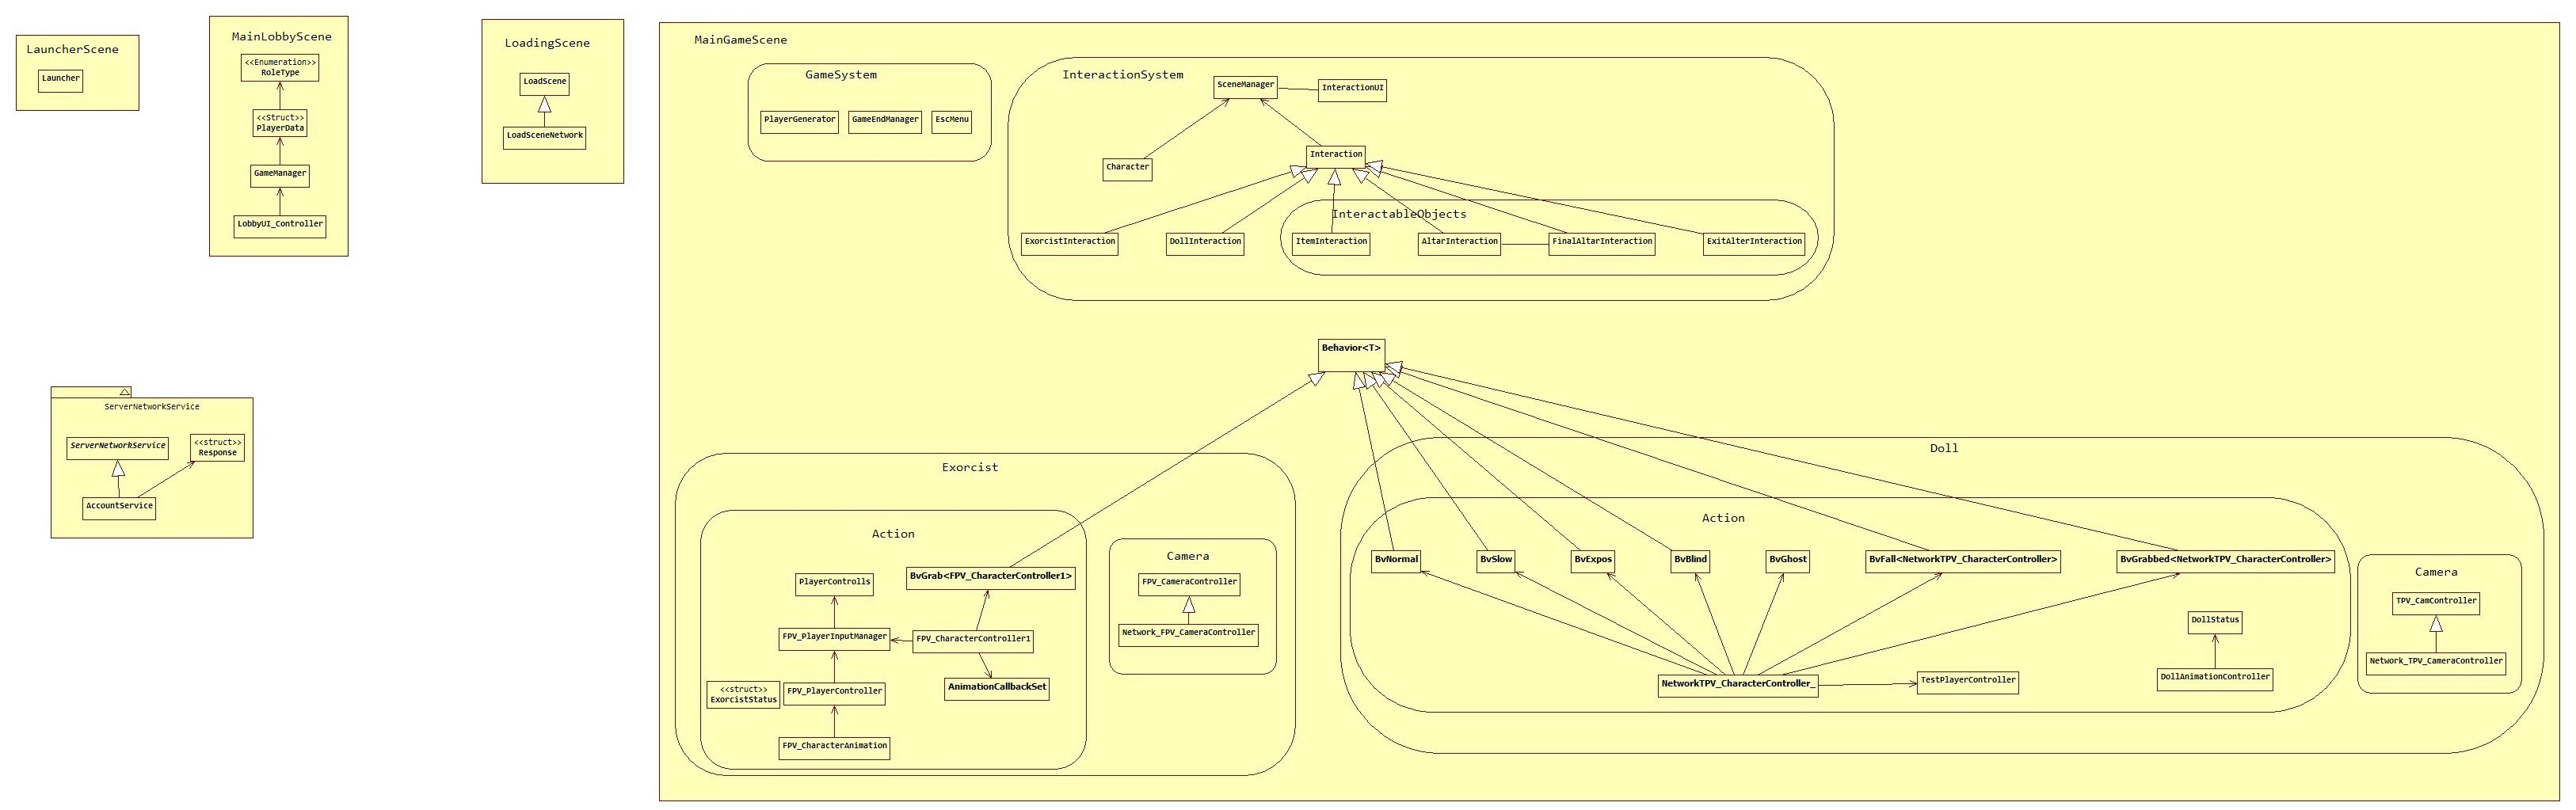 LauncherScene
Launcher
MainLobbyScene
<<Enumeration>>
RoleType
<<Struct>>
PlayerData
GameManager
LobbyUI_Controller
LoadingScene
LoadScene
LoadSceneNetwork
ServerNetworkService
ServerNetworkService
<<struct>>
Response
AccountService
MainGameScene
GameSystem
PlayerGenerator
GameEndManager
EscMenu
InteractionSystem
SceneManager
InteractionUI
Character
Interaction
InteractableObjects
ExorcistInteraction
DollInteraction
ItemInteraction
AltarInteraction
FinalAltarInteraction
ExitAlterInteraction
Behavior<T>
Exorcist
Action
PlayerControlls
BvGrab<FPV_CharacterController1>
FPV_PlayerInputManager
FPV_CharacterController1
<<struct>>
ExorcistStatus
FPV_PlayerController
AnimationCallbackSet
FPV_CharacterAnimation
Camera
FPV_CameraController
Network_FPV_CameraController
Doll
Action
BvNormal
BvSlow
BvExpos
BvBlind
BvGhost
BvFall<NetworkTPV_CharacterController>
BvGrabbed<NetworkTPV_CharacterController>
DollStatus
NetworkTPV_CharacterController_
TestPlayerController
DollAnimationController
Camera
TPV_CamController
Network_TPV_CameraController